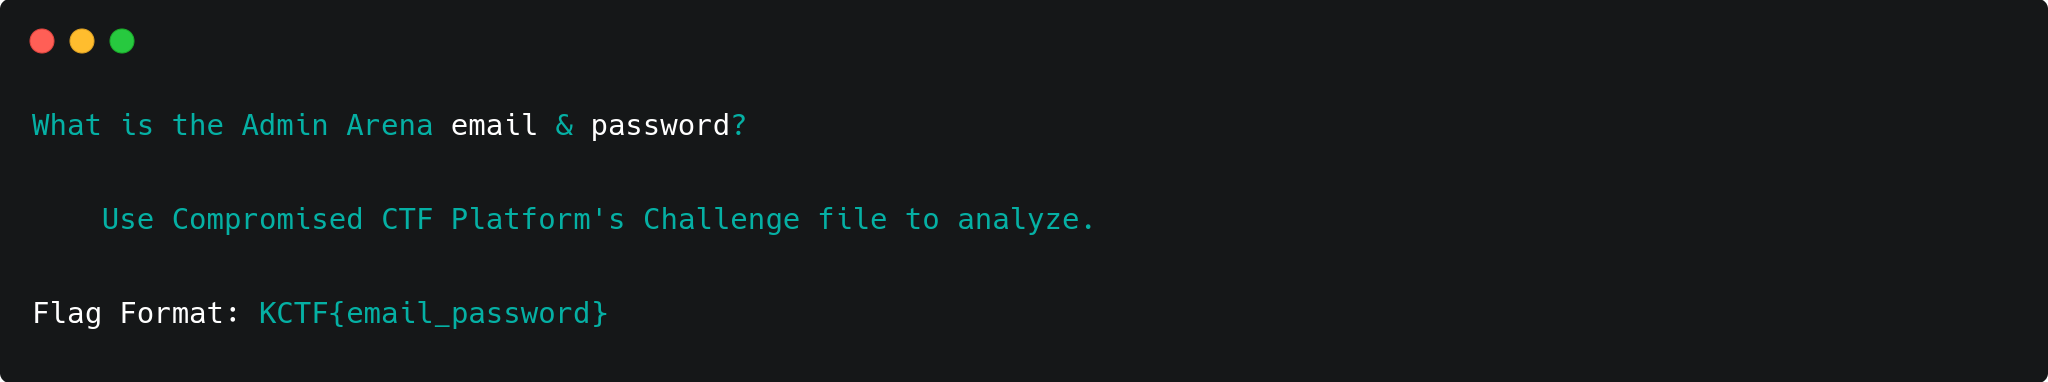 What is the Admin Arena email & password?
Use Compromised CTF Platform's Challenge file to analyze.
Flag Format: KCTF{email_password}